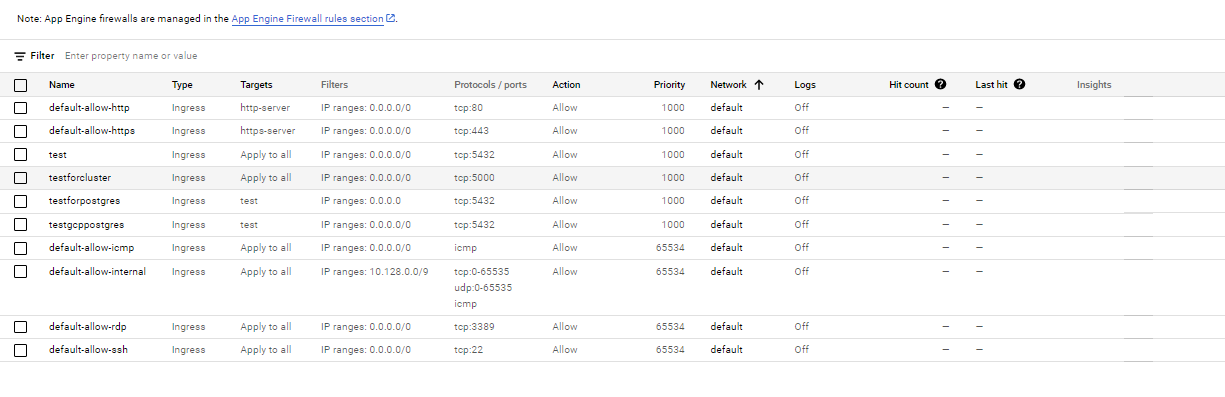 Note: App Engine firewalls are managed in the App Engine Firewall rules section.
Filter Enter property name or value
Name Type Targets Filters Protocols / ports Action Priority Network Logs Hit count Last hit Insights
default-allow-http Ingress http-server IP ranges: 0.0.0.0/0 tcp:80 Allow 1000 default Off — —
default-allow-https Ingress https-server IP ranges: 0.0.0.0/0 tcp:443 Allow 1000 default Off — —
test Ingress Apply to all IP ranges: 0.0.0.0/0 tcp:5432 Allow 1000 default Off — —
testforcluster Ingress Apply to all IP ranges: 0.0.0.0/0 tcp:5000 Allow 1000 default Off — —
testforpostgres Ingress test IP ranges: 0.0.0.0 tcp:5432 Allow 1000 default Off — —
testgcppostgres Ingress test IP ranges: 0.0.0.0/0 tcp:5432 Allow 1000 default Off — —
default-allow-icmp Ingress Apply to all IP ranges: 0.0.0.0/0 icmp Allow 65534 default Off — —
default-allow-internal Ingress Apply to all IP ranges: 10.128.0.0/9 tcp:0-65535 Allow 65534 default Off — —
udp:0-65535
icmp
default-allow-rdp Ingress Apply to all IP ranges: 0.0.0.0/0 tcp:3389 Allow 65534 default Off — —
default-allow-ssh Ingress Apply to all IP ranges: 0.0.0.0/0 tcp:22 Allow 65534 default Off — —